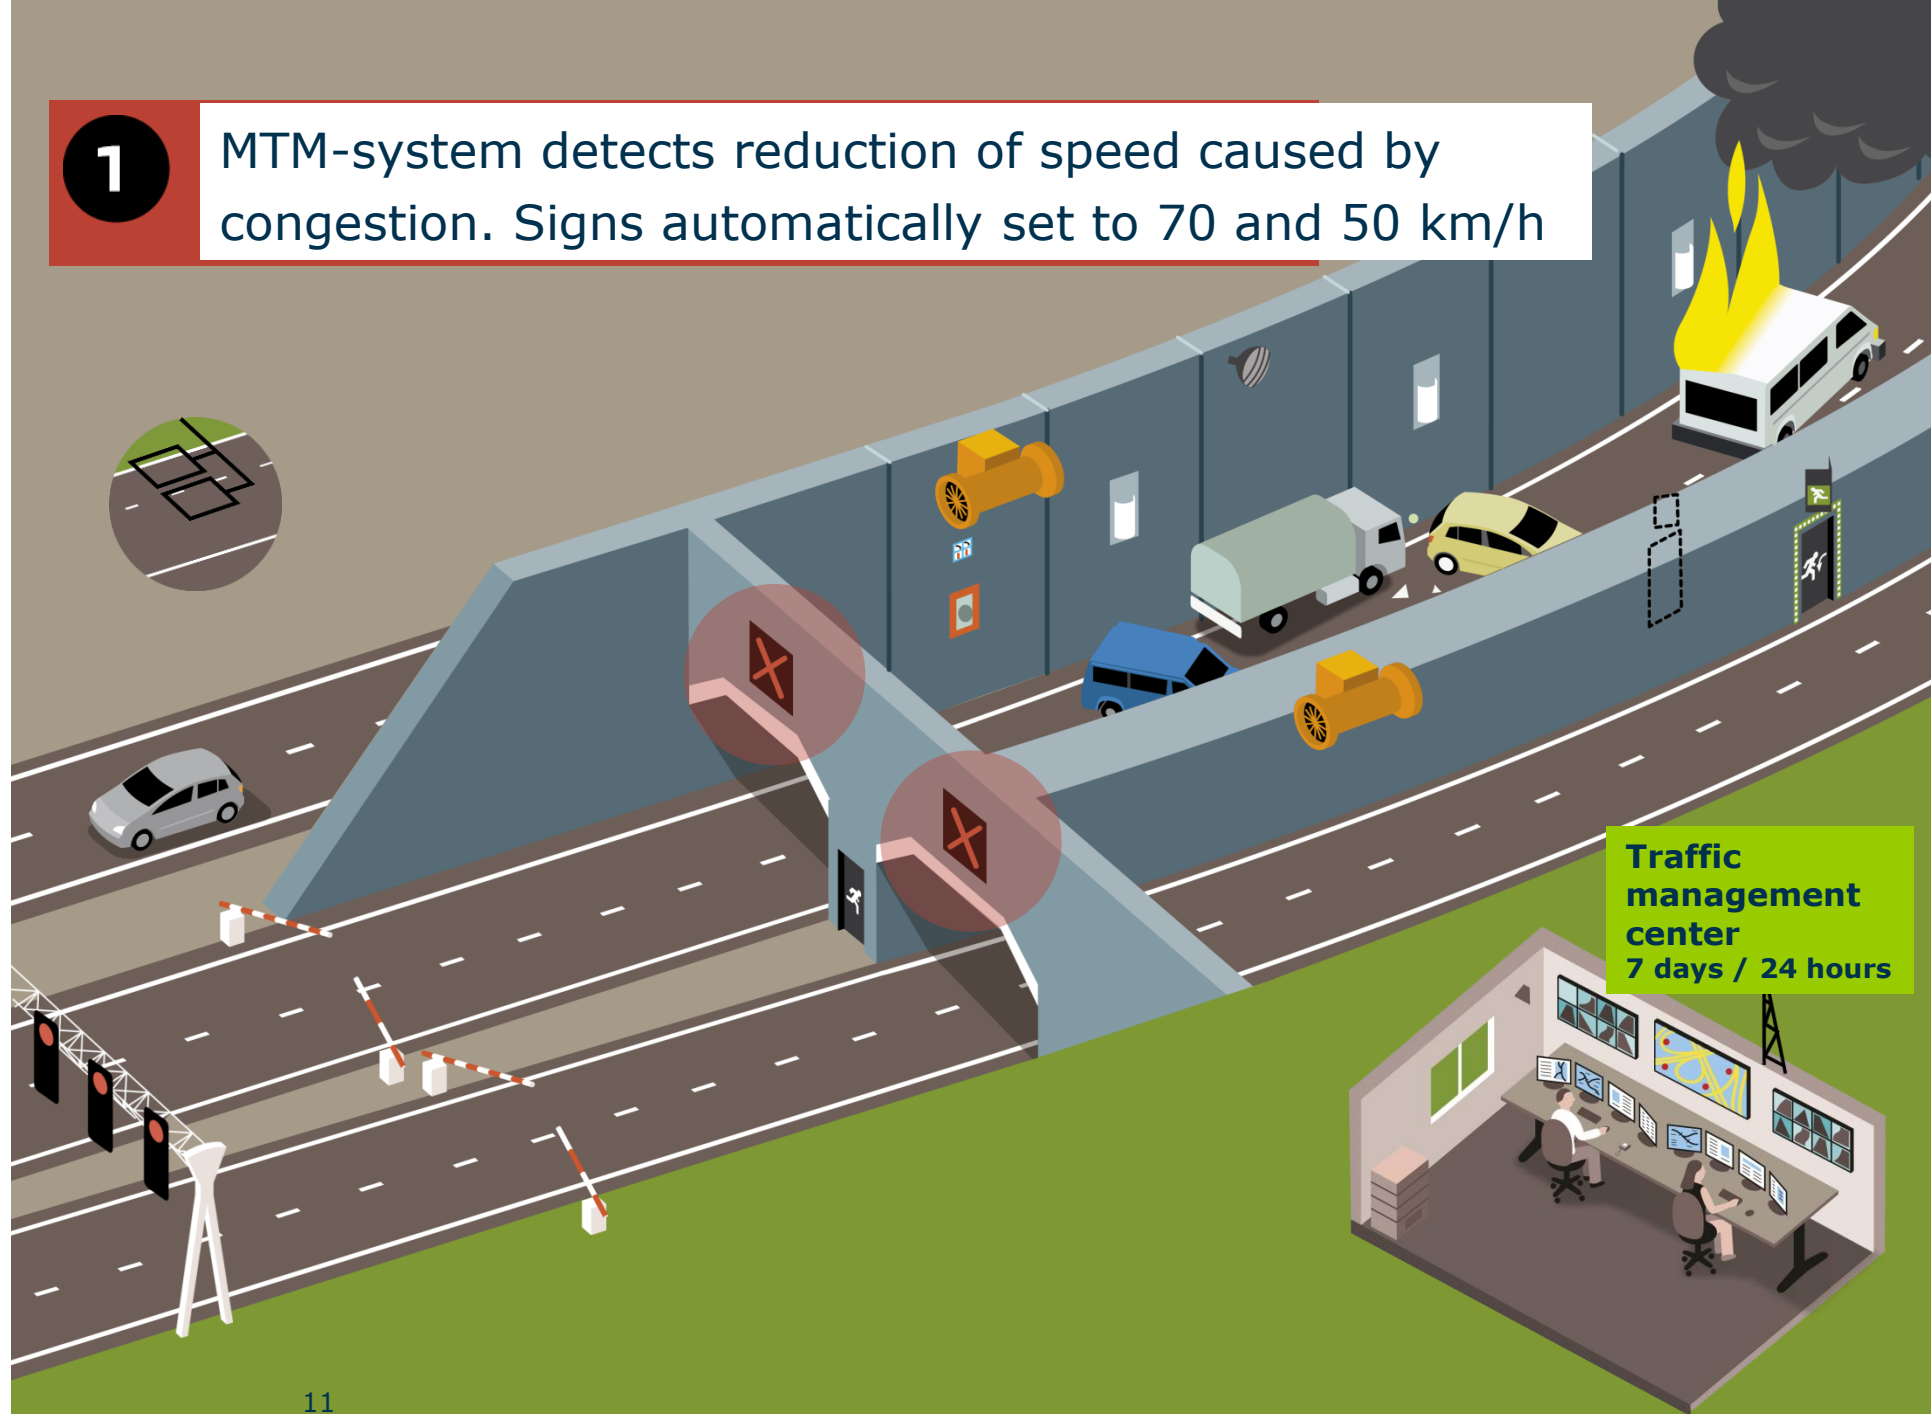 1
MTM-system detects reduction of speed caused by
congestion. Signs automatically set to 70 and 50 km/h
Traffic
management
center
7 days / 24 hours
11